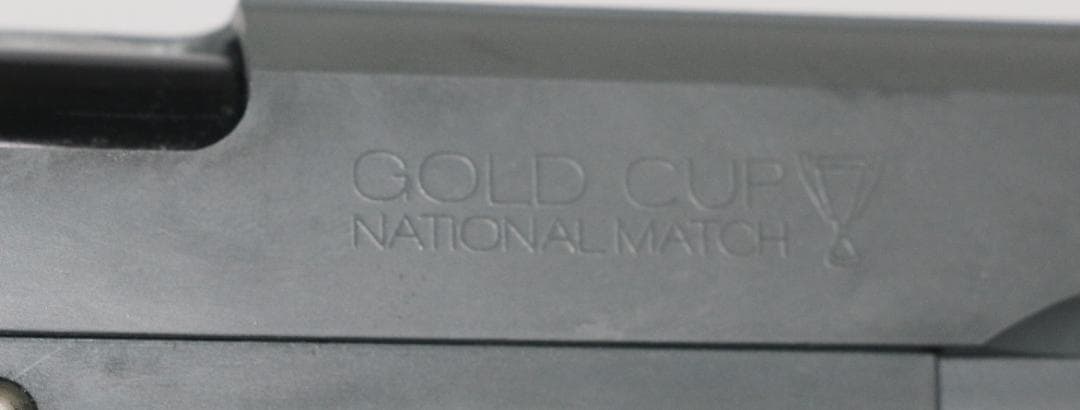 GOLD CUP
NATIONAL MATCH